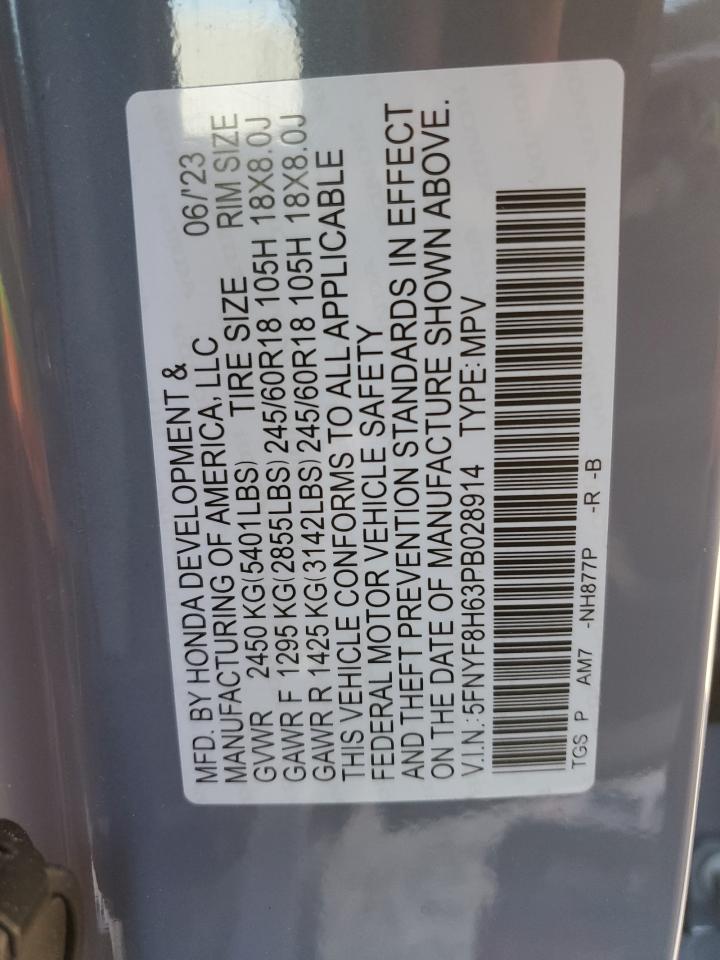 MFD. BY HONDA DEVELOPMENT & 06/'23
MANUFACTURING OF AMERICA, LLC
GVWR 2450 KG(5401LBS) TIRE SIZE RIM SIZE
GAWR F 1295 KG(2855LBS) 245/60R18 105H 18X8.0J
GAWR R 1425 KG(3142LBS) 245/60R18 105H 18X8.0J
THIS VEHICLE CONFORMS TO ALL APPLICABLE
FEDERAL MOTOR VEHICLE SAFETY
AND THEFT PREVENTION STANDARDS IN EFFECT
ON THE DATE OF MANUFACTURE SHOWN ABOVE.
V.I.N.:5FNYF8H63PB028914 TYPE:MPV
TGS P AM7 -NH877P -R -B